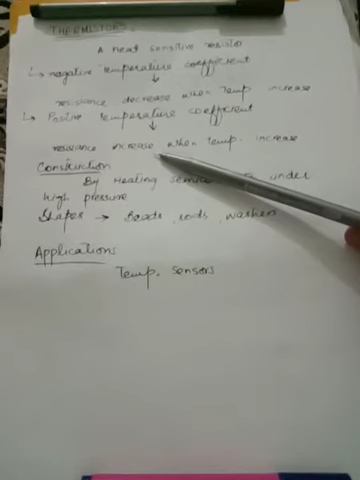 THERMISTORS
A heat sensitive resistor
↳ negative temperature coefficient
↓
resistance decrease when temp increase
↳ Positive temperature coefficient
↓
resistance increase when temp. increase
Construction
By Heating under
high pressure
Shapes → Beads, rods, washers
Applications
Temp. Sensors